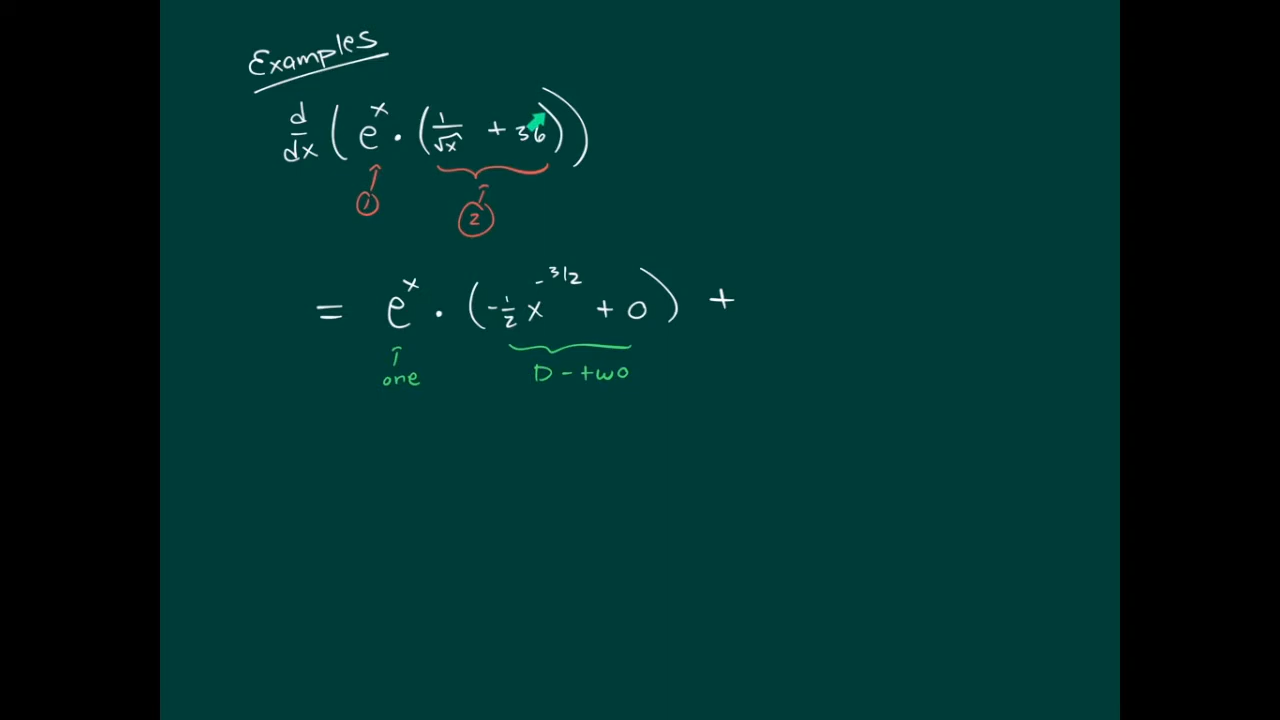 Examples
d/dx (e^x · (1/√x + 36))
1 2
= e^x · (-1/2 x^-3/2 + 0) +
one D-two